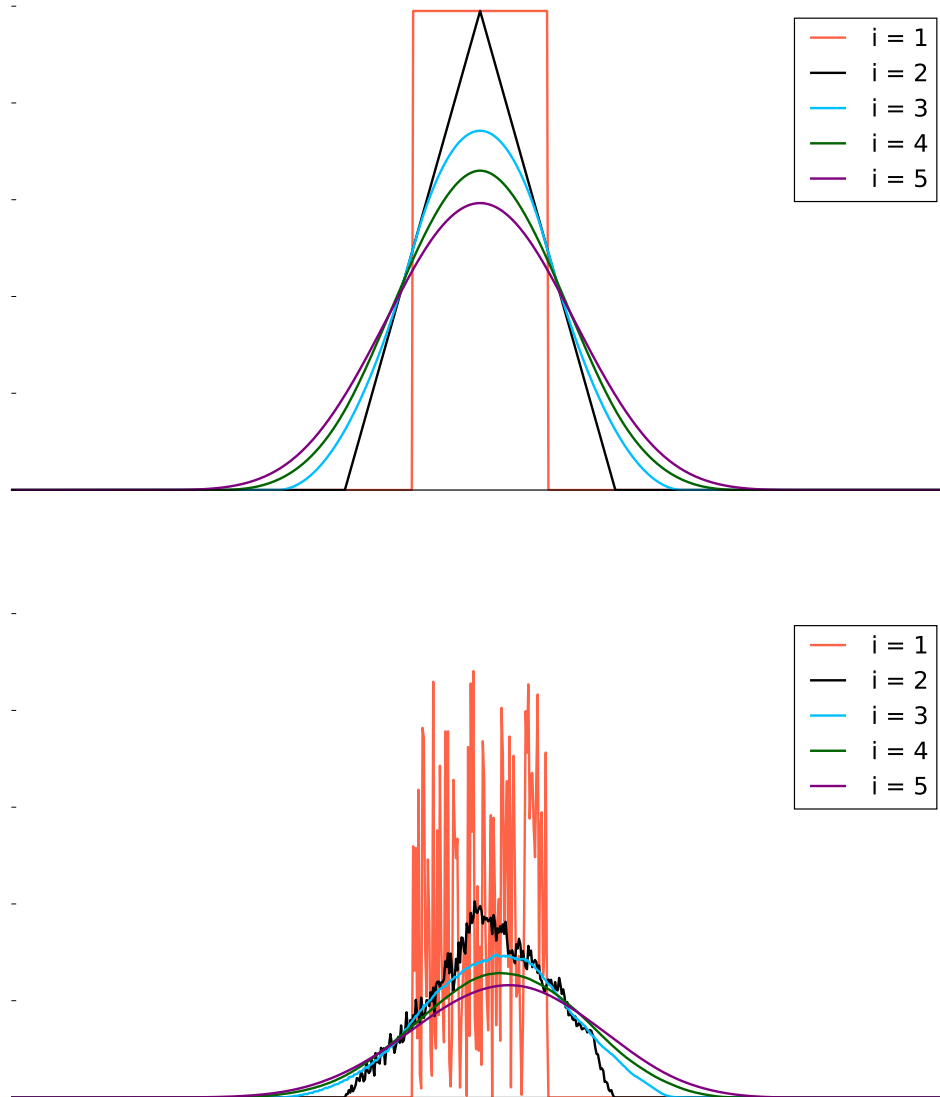 i = 1
i = 2
i = 3
i = 4
i = 5
i = 1
i = 2
i = 3
i = 4
i = 5